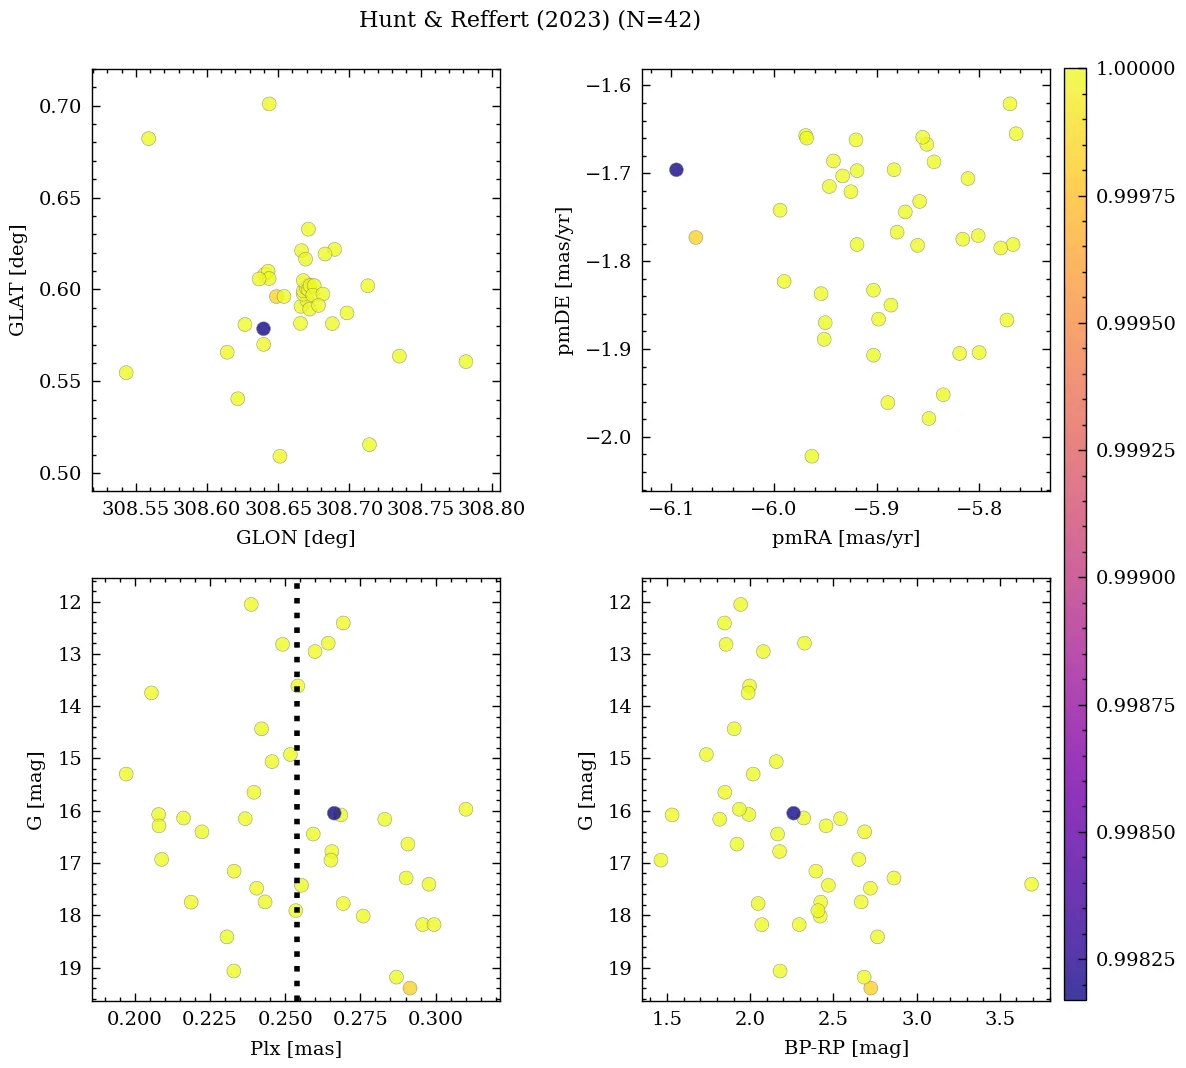 Hunt & Reffert (2023) (N=42)
0.70
0.65
0.60
0.55
0.50
GLAT [deg]
308.55 308.60 308.65 308.70 308.75 308.80
GLON [deg]
−1.6
−1.7
−1.8
−1.9
−2.0
pmDE [mas/yr]
−6.1 −6.0 −5.9 −5.8
pmRA [mas/yr]
12
13
14
15
16
17
18
19
G [mag]
0.200 0.225 0.250 0.275 0.300
Plx [mas]
12
13
14
15
16
17
18
19
G [mag]
1.5 2.0 2.5 3.0 3.5
BP-RP [mag]
1.00000
0.99975
0.99950
0.99925
0.99900
0.99875
0.99850
0.99825